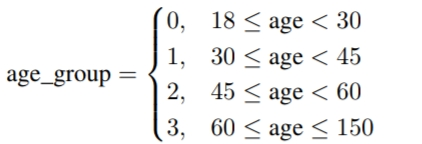 age_group = { 0, 18 ≤ age < 30
1, 30 ≤ age < 45
2, 45 ≤ age < 60
3, 60 ≤ age ≤ 150